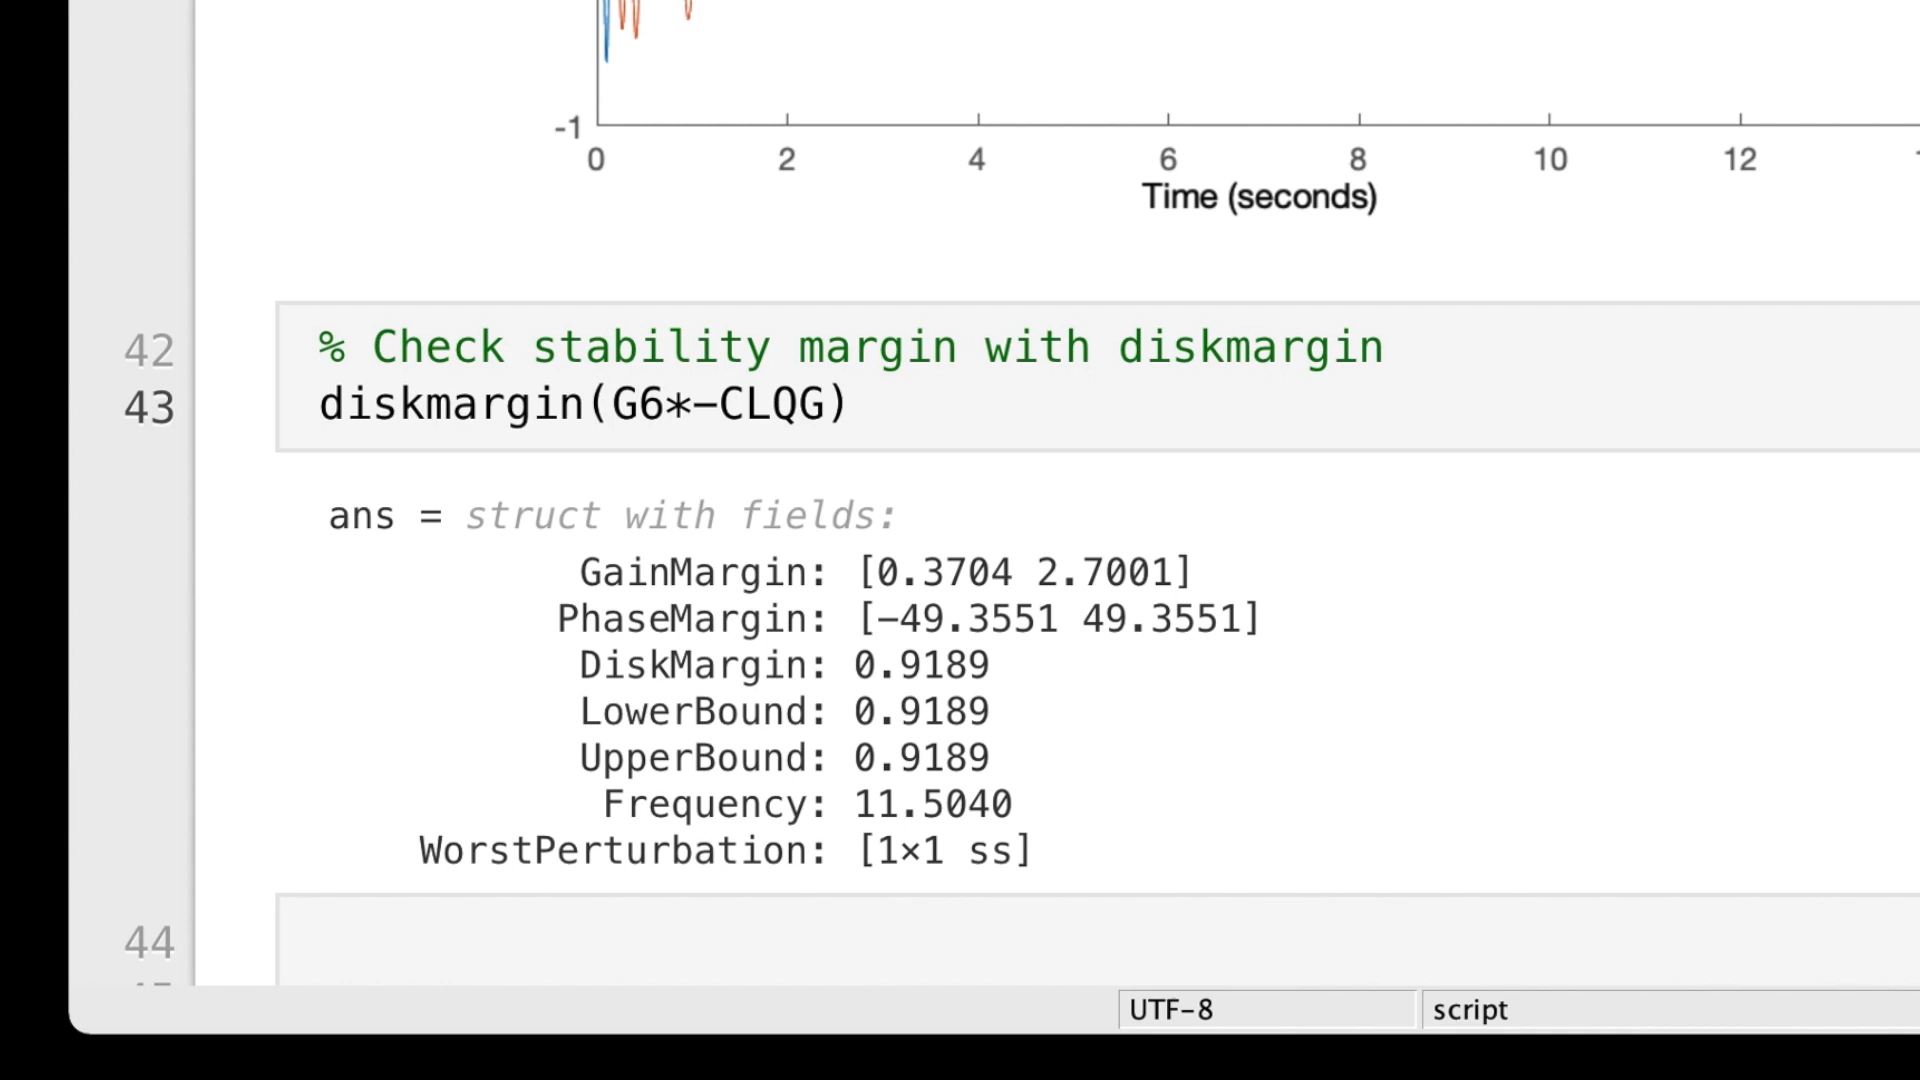 -1
0 2 4 6 8 10 12
Time (seconds)
42 % Check stability margin with diskmargin
43 diskmargin(G6*-CLQG)
ans = struct with fields:
GainMargin: [0.3704 2.7001]
PhaseMargin: [-49.3551 49.3551]
DiskMargin: 0.9189
LowerBound: 0.9189
UpperBound: 0.9189
Frequency: 11.5040
WorstPerturbation: [1×1 ss]
44
UTF-8 script